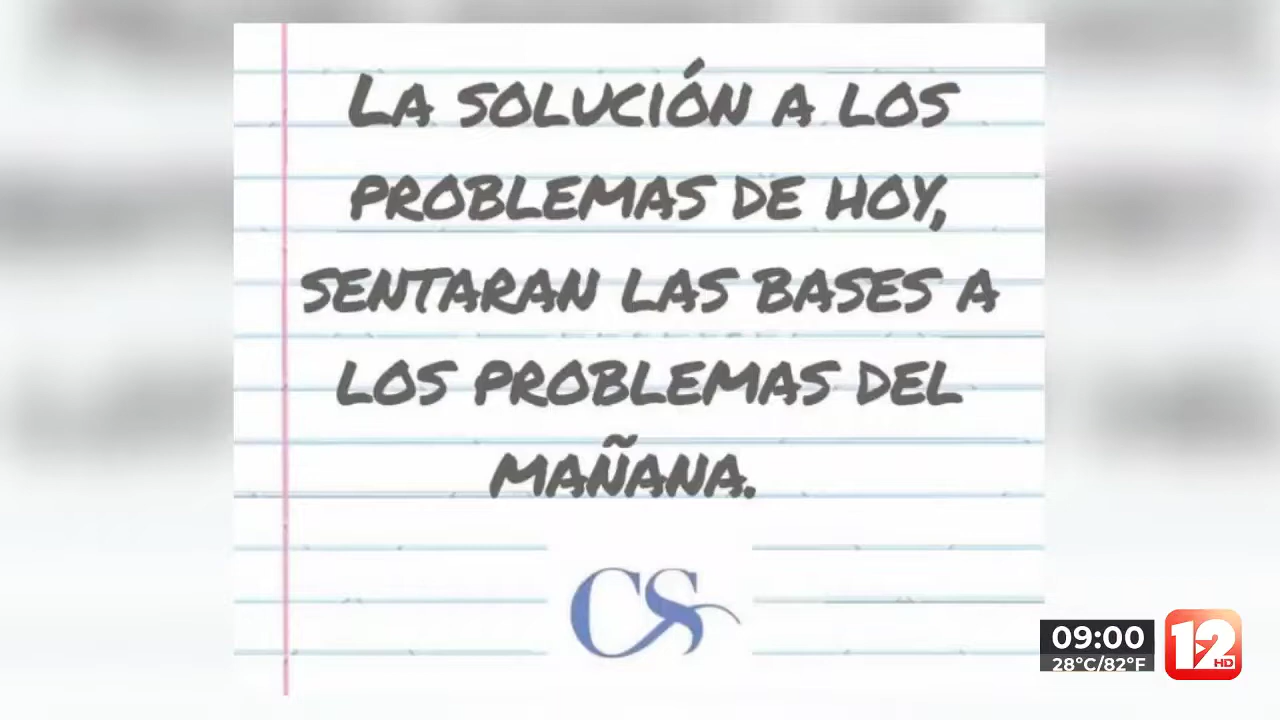 LA SOLUCIÓN A LOS
PROBLEMAS DE HOY,
SENTARAN LAS BASES A
LOS PROBLEMAS DEL
MAÑANA.
CS
09:00
28°C/82°F
12
HD